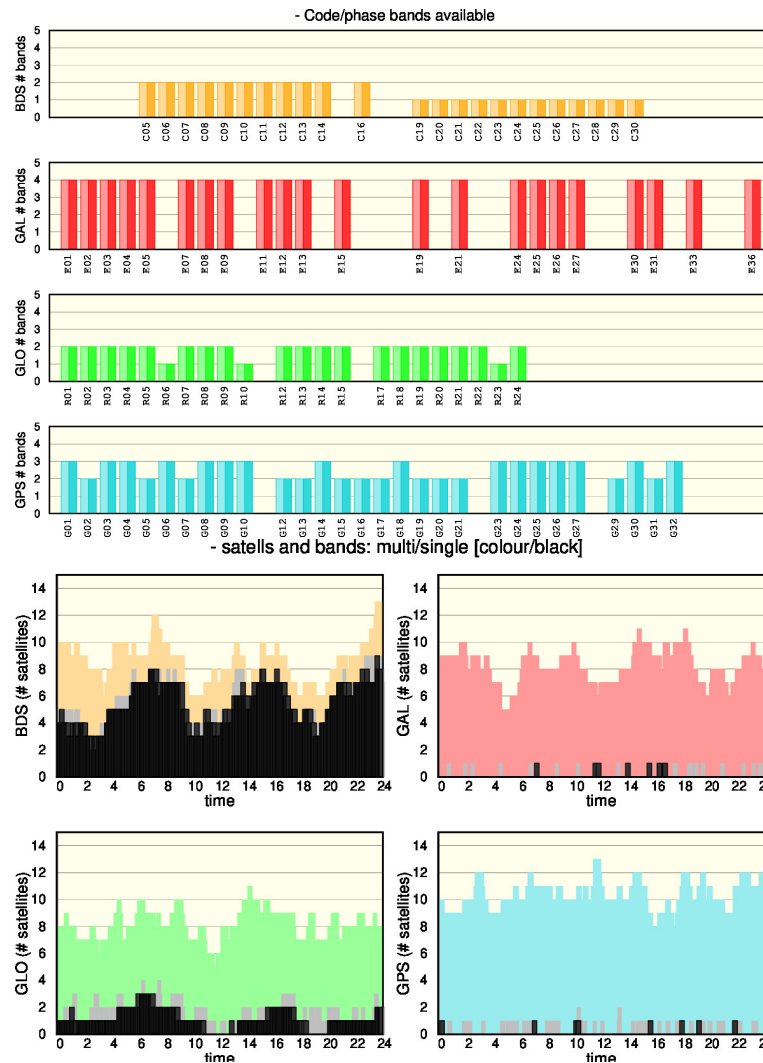 - Code/phase bands available
BDS # bands
5
4
3
2
1
0
C05 C06 C07 C08 C09 C10 C11 C12 C13 C14 C16 C19 C20 C21 C22 C23 C24 C25 C26 C27 C28 C29 C30
GAL # bands
5
4
3
2
1
0
E01 E02 E03 E04 E05 E07 E08 E09 E11 E12 E13 E15 E19 E21 E24 E25 E26 E27 E30 E31 E33 E36
GLO # bands
5
4
3
2
1
0
R01 R02 R03 R04 R05 R06 R07 R08 R09 R10 R12 R13 R14 R15 R17 R18 R19 R20 R21 R22 R23 R24
GPS # bands
5
4
3
2
1
0
G01 G02 G03 G04 G05 G06 G07 G08 G09 G10 G12 G13 G14 G15 G16 G17 G18 G19 G20 G21 G23 G24 G25 G26 G27 G29 G30 G31 G32
- satells and bands: multi/single [colour/black]
BDS (# satellites)
14
12
10
8
6
4
2
0
0 2 4 6 8 10 12 14 16 18 20 22 24
time
GAL (# satellites)
14
12
10
8
6
4
2
0
0 2 4 6 8 10 12 14 16 18 20 22
time
GLO (# satellites)
14
12
10
8
6
4
2
0
0 2 4 6 8 10 12 14 16 18 20 22 24
time
GPS (# satellites)
14
12
10
8
6
4
2
0
0 2 4 6 8 10 12 14 16 18 20 22
time